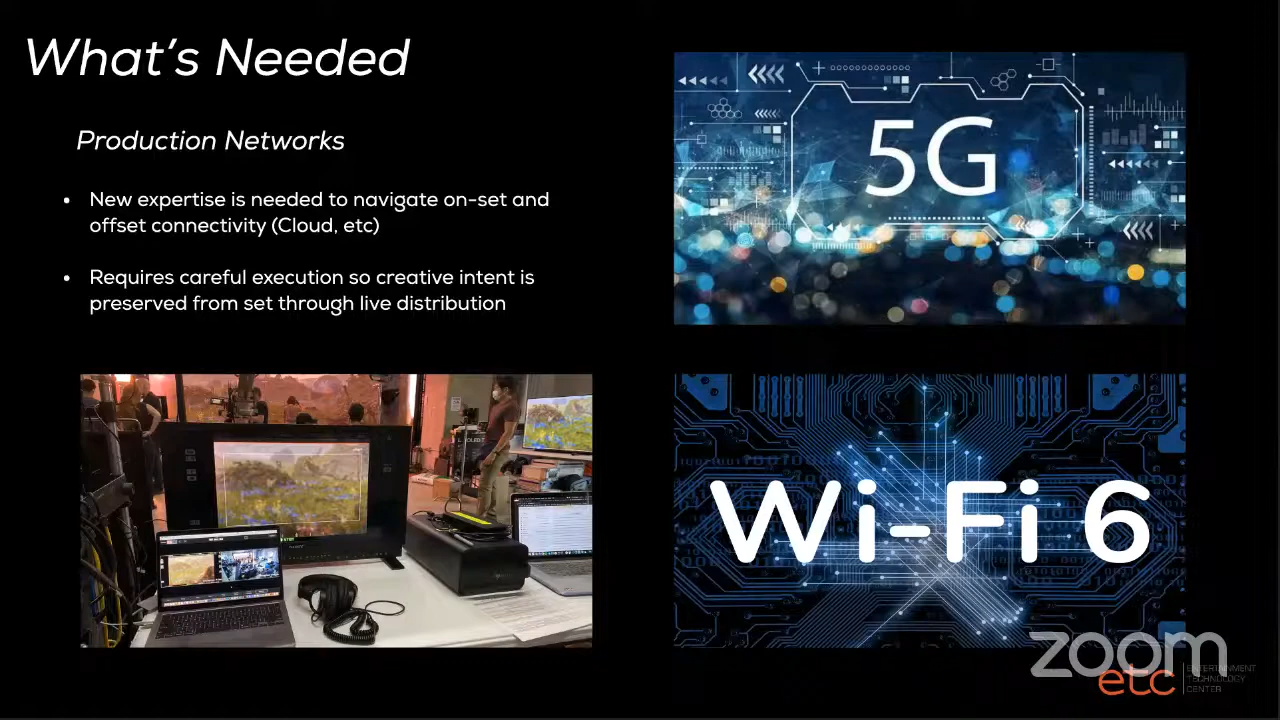 What's Needed
Production Networks
• New expertise is needed to navigate on-set and
offset connectivity (Cloud, etc)
• Requires careful execution so creative intent is
preserved from set through live distribution
5G
Wi-Fi 6
zoom
etc
ENTERTAINMENT
TECHNOLOGY
CENTER